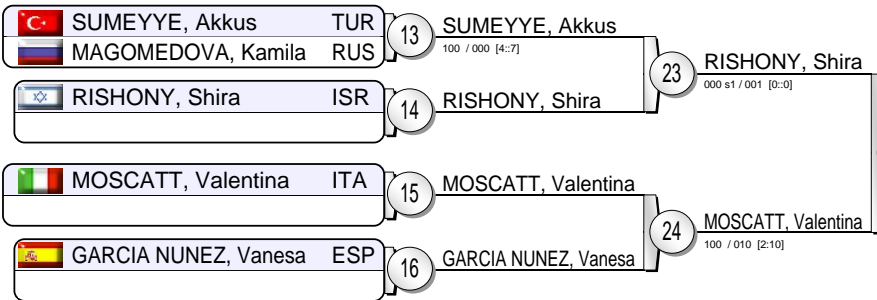 SUMEYYE, Akkus TUR
MAGOMEDOVA, Kamila RUS
13
SUMEYYE, Akkus
100 / 000 [4::7]
RISHONY, Shira ISR
14
RISHONY, Shira
23
RISHONY, Shira
000 s1 / 001 [0::0]
MOSCATT, Valentina ITA
15
MOSCATT, Valentina
GARCIA NUNEZ, Vanesa ESP
16
GARCIA NUNEZ, Vanesa
24
MOSCATT, Valentina
100 / 010 [2:10]